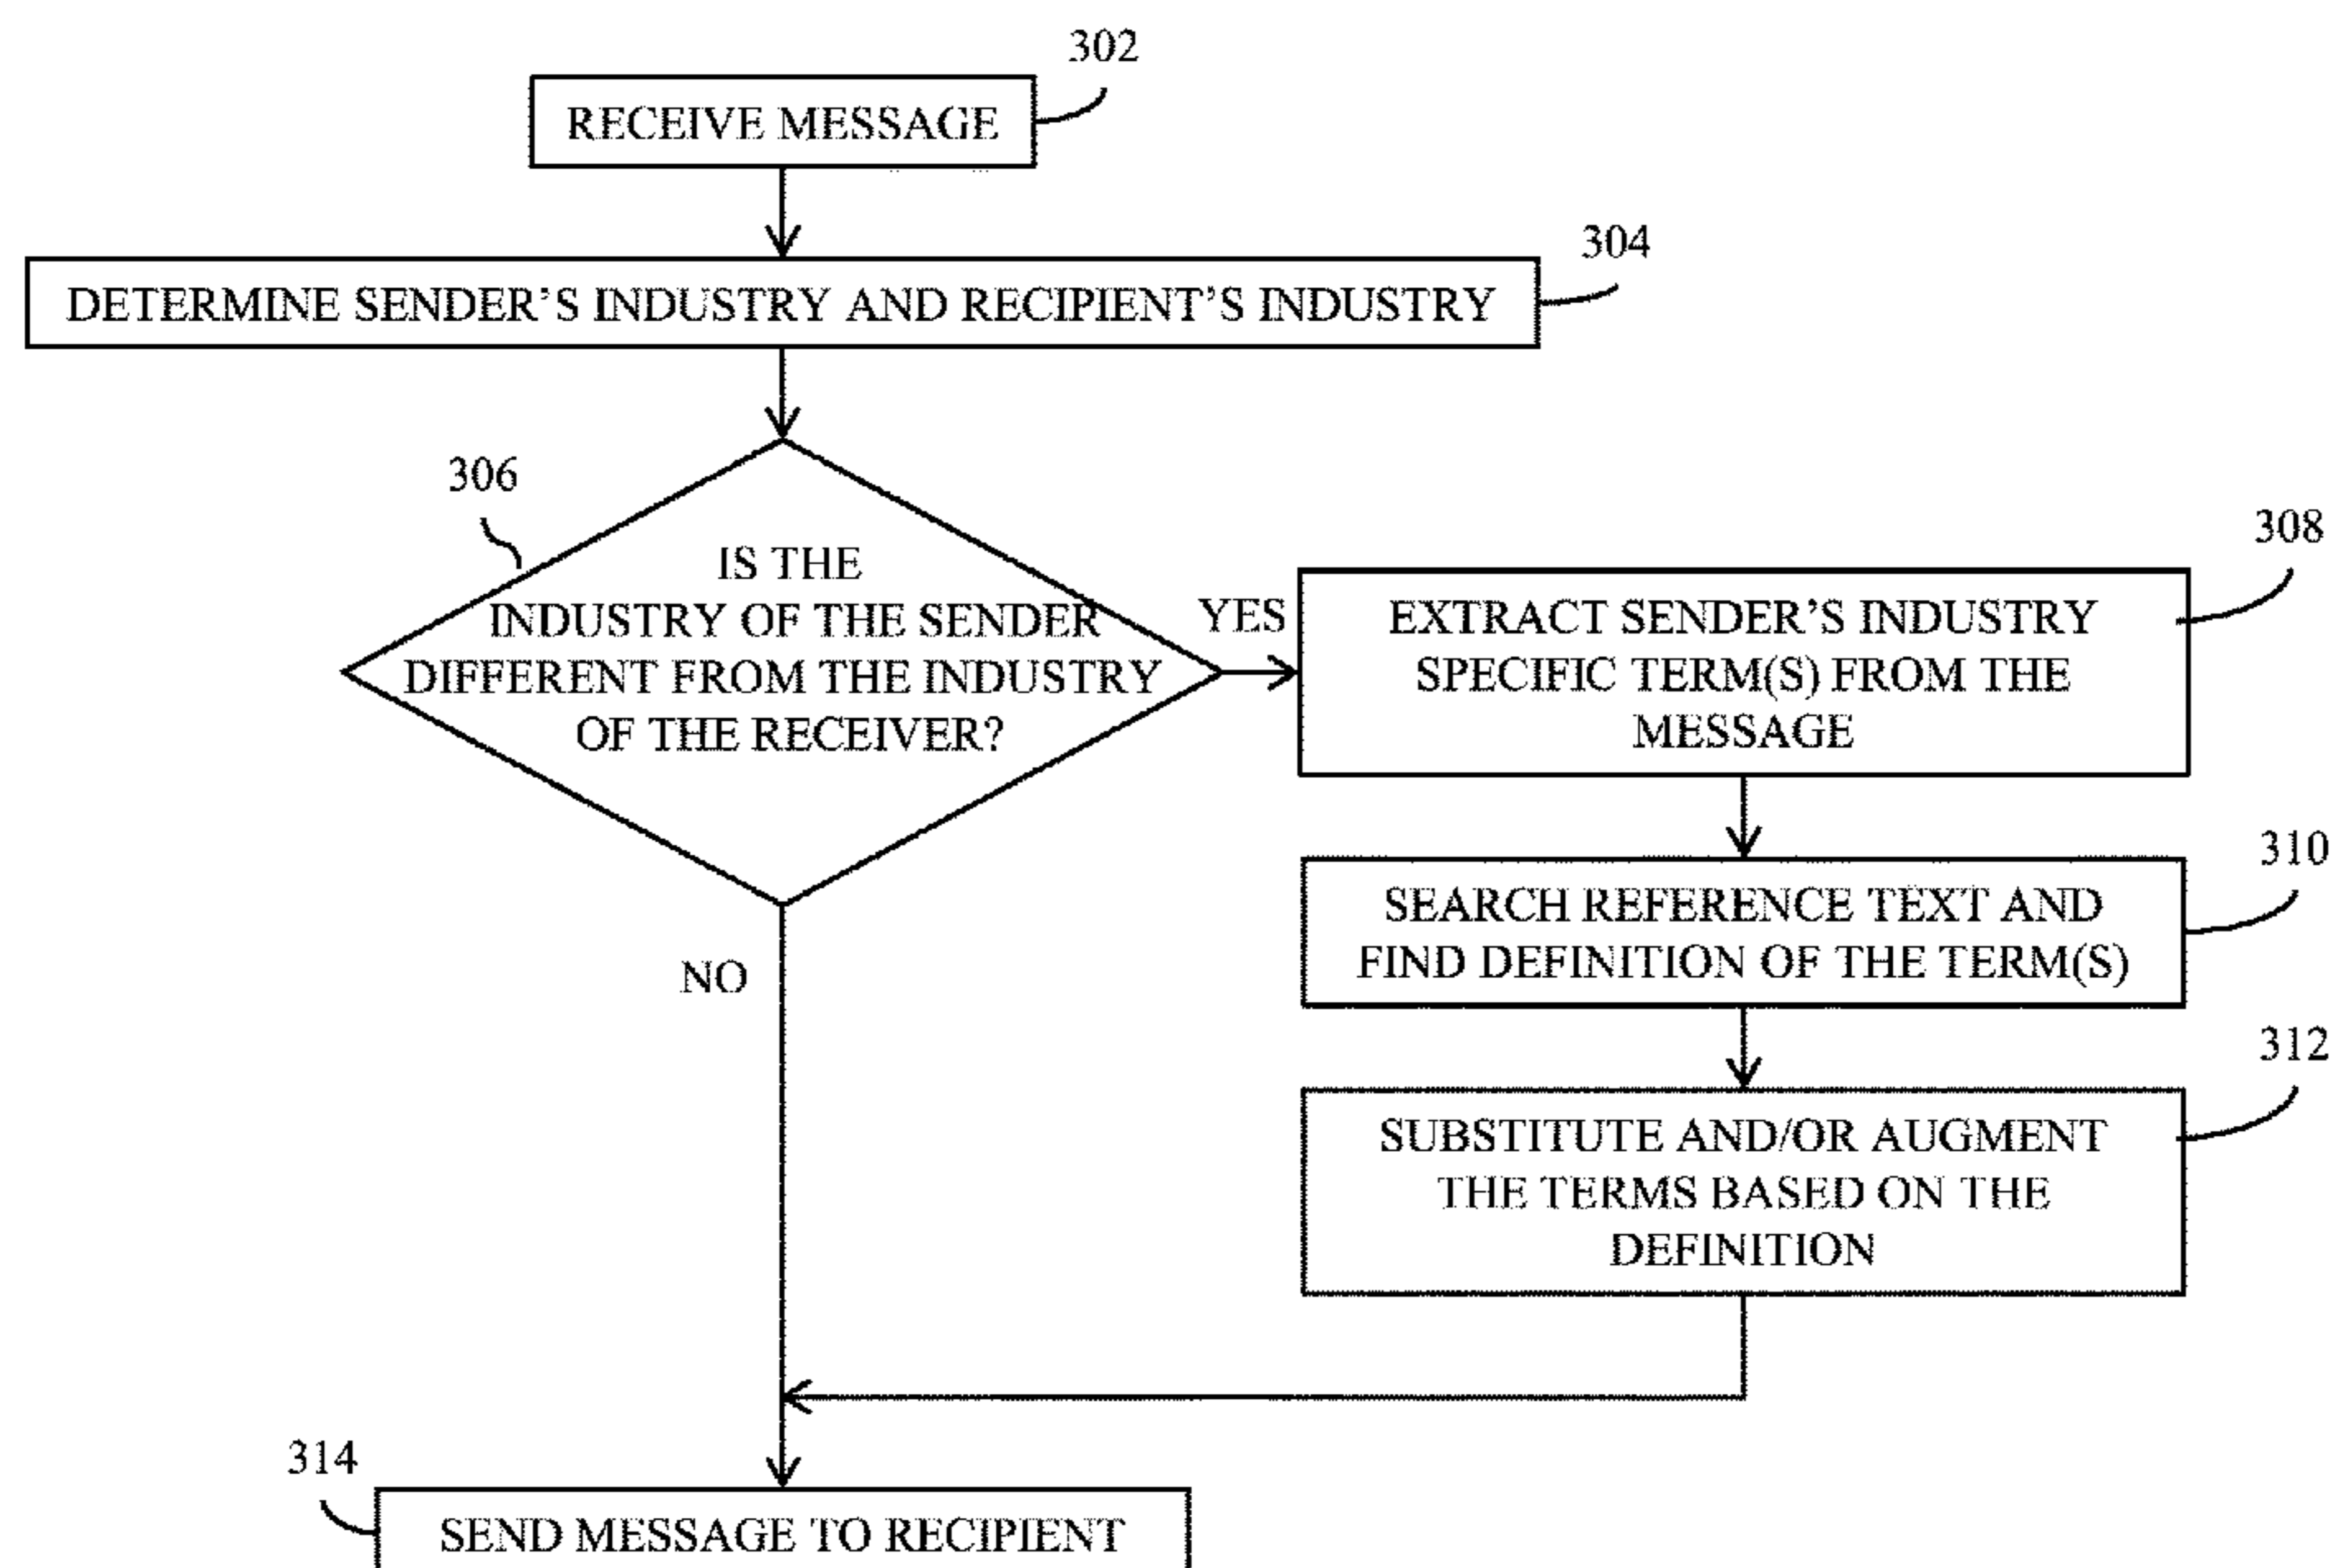 302
RECEIVE MESSAGE
304
DETERMINE SENDER’S INDUSTRY AND RECIPIENT’S INDUSTRY
306
IS THE
INDUSTRY OF THE SENDER
DIFFERENT FROM THE INDUSTRY
OF THE RECEIVER?
YES
308
EXTRACT SENDER’S INDUSTRY
SPECIFIC TERM(S) FROM THE
MESSAGE
310
SEARCH REFERENCE TEXT AND
FIND DEFINITION OF THE TERM(S)
NO
312
SUBSTITUTE AND/OR AUGMENT
THE TERMS BASED ON THE
DEFINITION
314
SEND MESSAGE TO RECIPIENT